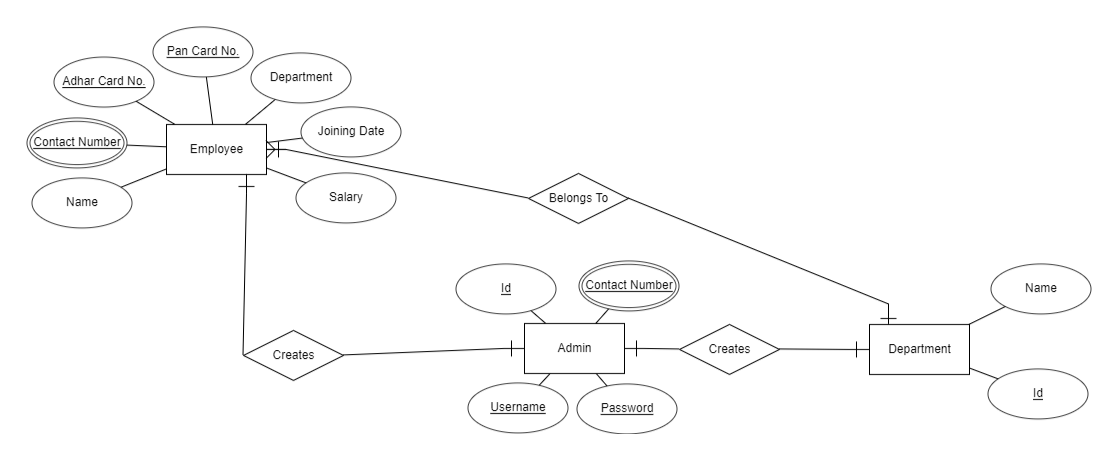 Pan Card No.
Adhar Card No.
Department
Contact Number
Employee
Joining Date
Name
Salary
Belongs To
Id
Contact Number
Name
Creates
Admin
Creates
Department
Username
Password
Id